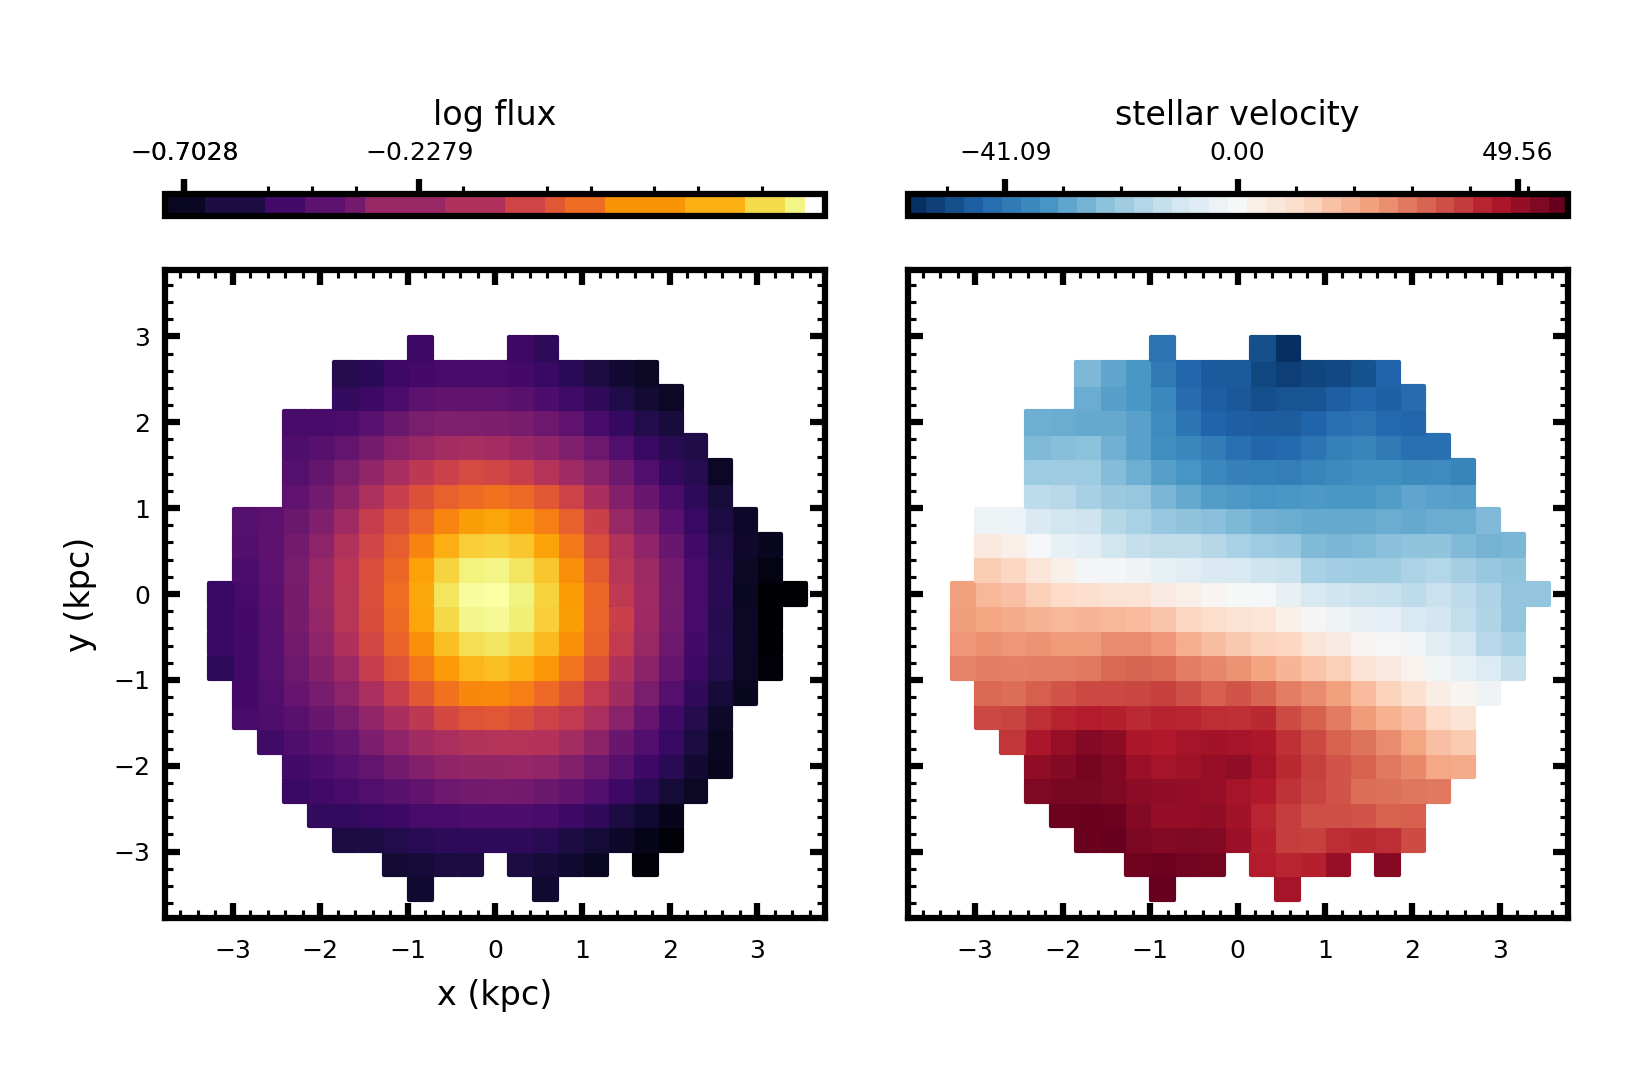 log flux
−0.7028 −0.2279
stellar velocity
−41.09 0.00 49.56
3
2
1
0
−1
−2
−3
y (kpc)
−3 −2 −1 0 1 2 3
x (kpc)
−3 −2 −1 0 1 2 3